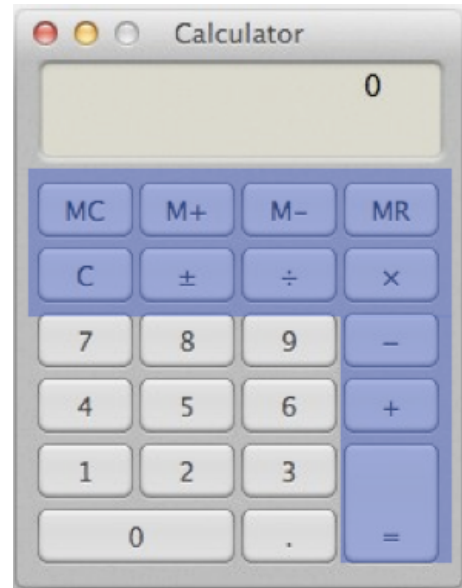 Calculator
0
MC M+ M− MR
C ± ÷ ×
7 8 9 −
4 5 6 +
1 2 3
0 . =